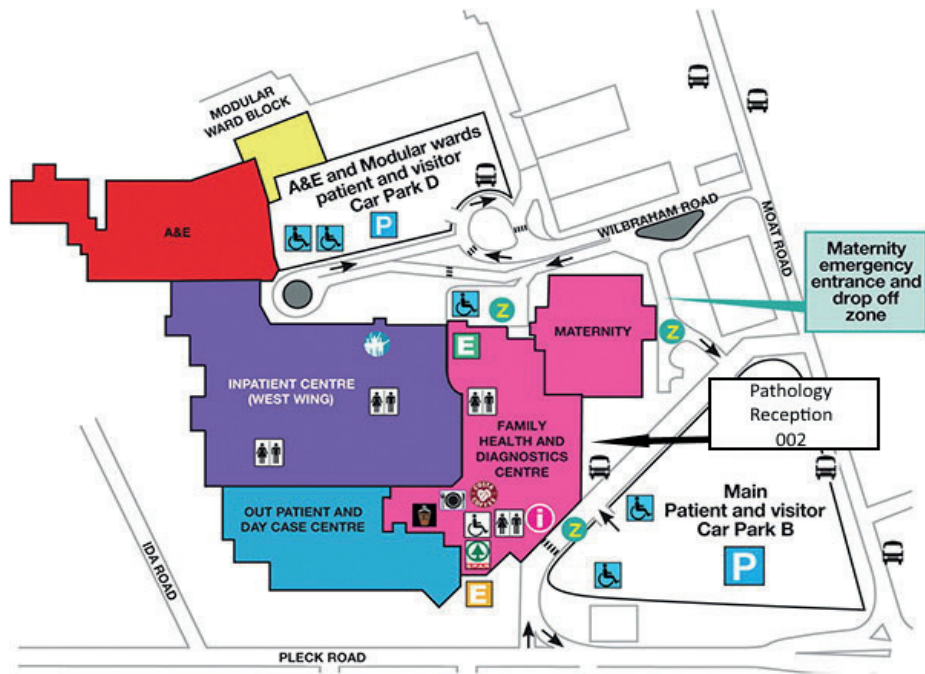 MODULAR
WARD BLOCK
A&E and Modular wards
patient and visitor
Car Park D
P
A&E
WILBRAHAM ROAD
MOAT ROAD
Maternity
emergency
entrance and
drop off
zone
Z
MATERNITY
Z
E
INPATIENT CENTRE
(WEST WING)
Pathology
Reception
002
FAMILY
HEALTH AND
DIAGNOSTICS
CENTRE
OUT PATIENT AND
DAY CASE CENTRE
i
Z
Main
Patient and visitor
Car Park B
P
E
IDA ROAD
PLECK ROAD